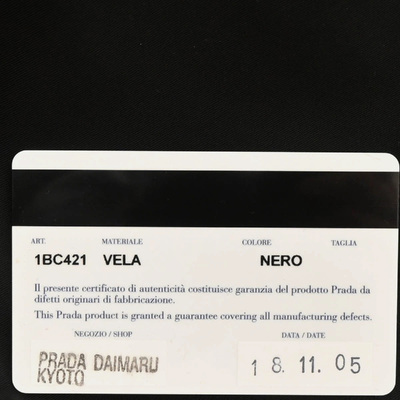 ART. MATERIALE COLORE TAGLIA
1BC421 VELA NERO
Il presente certificato di autenticità costituisce garanzia del prodotto Prada da
difetti originari di fabbricazione.
This Prada product is granted a guarantee covering all manufacturing defects.
NEGOZIO / SHOP DATA / DATE
PRADA DAIMARU
KYOTO
18. 11. 05